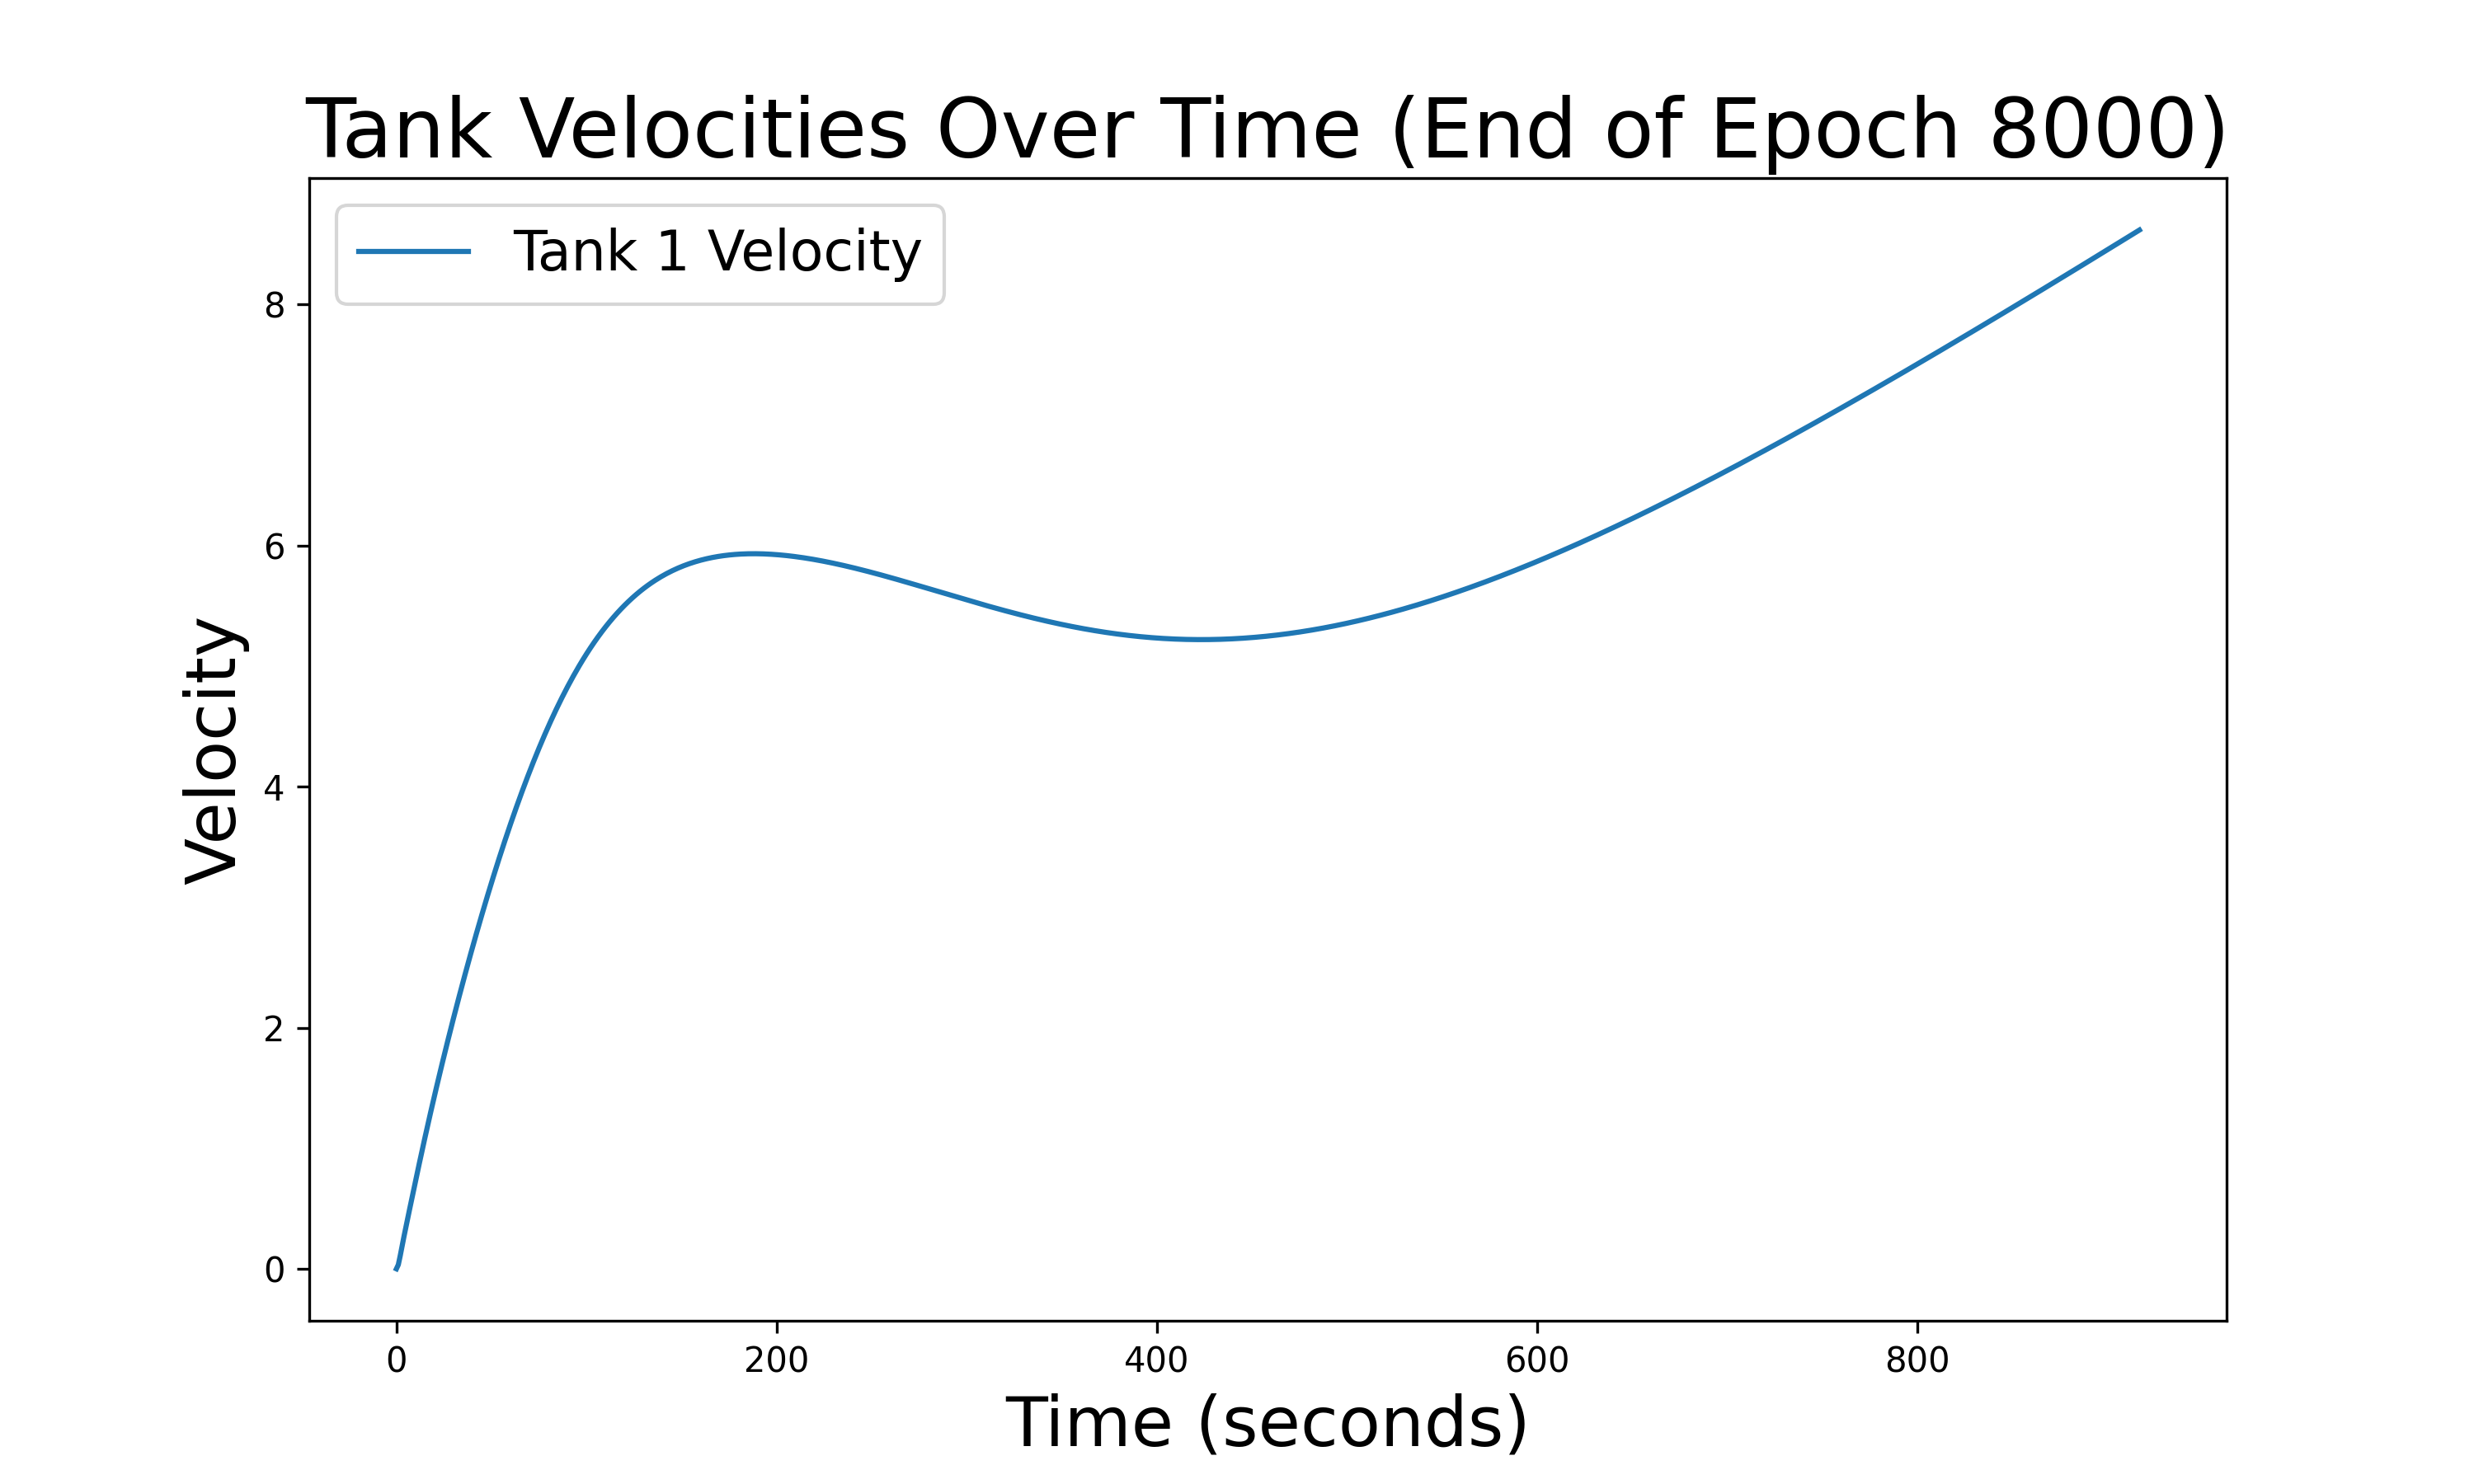 Tank Velocities Over Time (End of Epoch 8000)
Tank 1 Velocity
Velocity
8
6
4
2
0
0 200 400 600 800
Time (seconds)